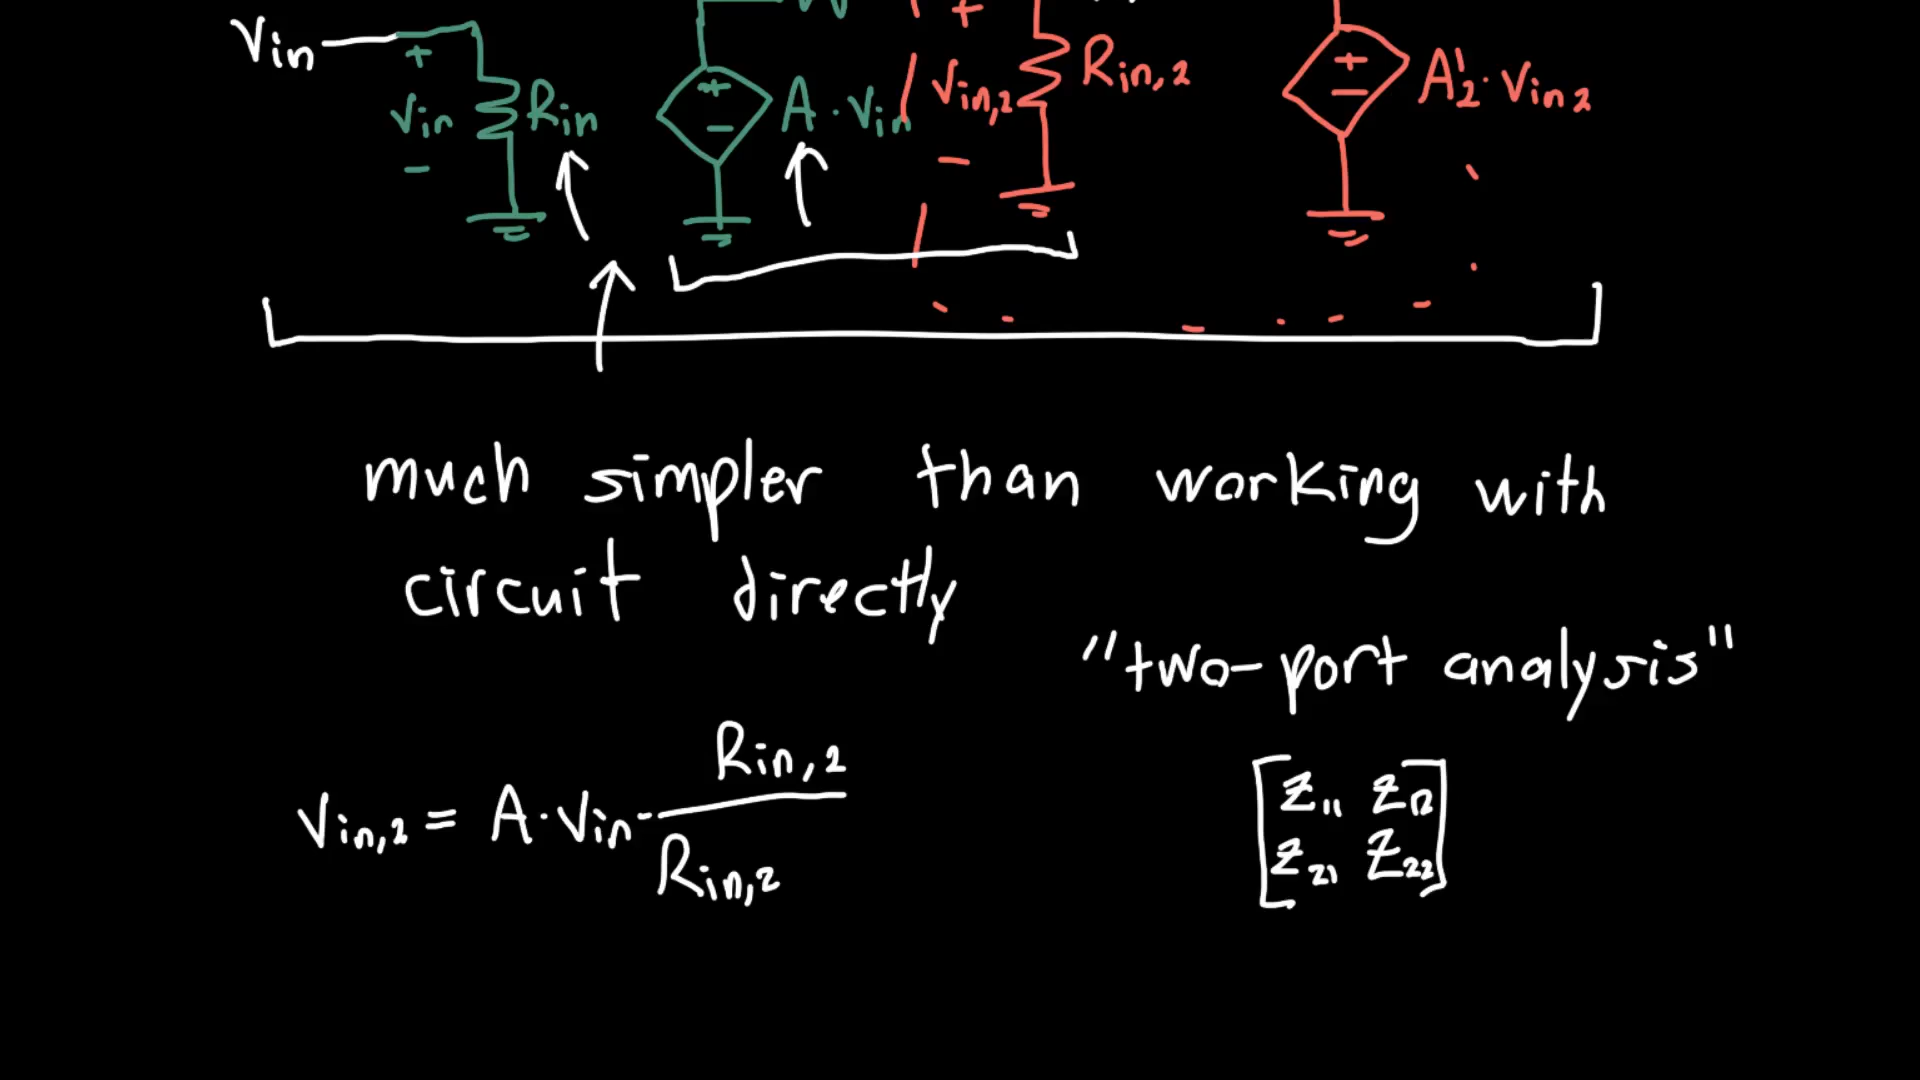 Vin
+
Vin
-
Rin
+
-
A · Vin
+
Vin,2
-
Rin,2
+
-
A'2 · Vin2
much simpler than working with
circuit directly
"two-port analysis"
Vin,2 = A · Vin · Rin,2 / Rin,2
[Z11 Z12
Z21 Z22]